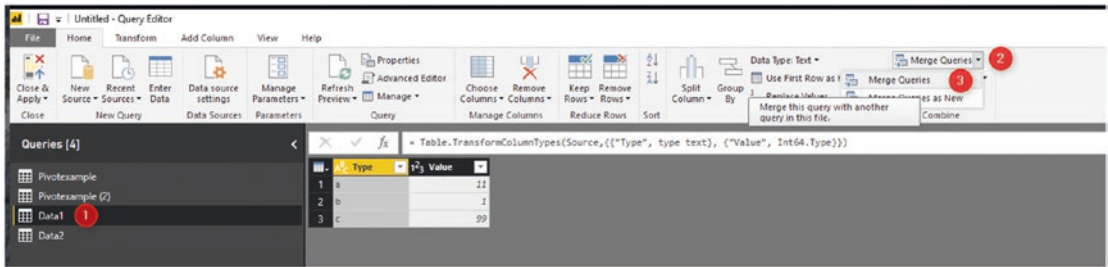 Untitled - Query Editor
File Home Transform Add Column View Help
Close & Apply
New Source
Recent Sources
Enter Data
Data source settings
Manage Parameters
Refresh Preview
Properties
Advanced Editor
Manage
Choose Columns
Remove Columns
Keep Rows
Remove Rows
Split Column
Group By
Data Type: Text
Use First Row as
Replace Values
Merge Queries 2
Merge Queries 3
Merge Queries as New
Merge this query with another
query in this file.
Close New Query Data Sources Parameters Query Manage Columns Reduce Rows Sort Combine
Queries [4]
Pivotexample
Pivotexample (2)
Data1 1
Data2
fx = Table.TransformColumnTypes(Source,{{"Type", type text}, {"Value", Int64.Type}})
Type 123 Value
1 a 11
2 b 1
3 c 99